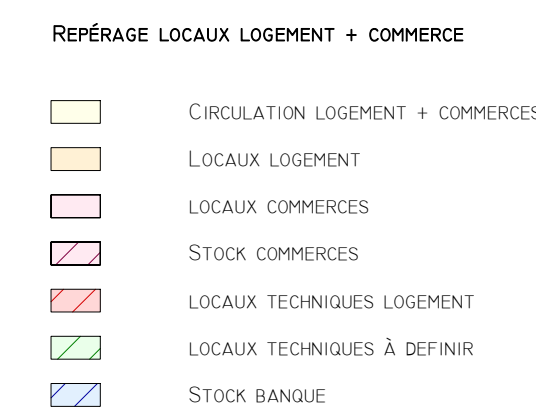 Repérage locaux logement + commerce
Circulation logement + commerces
Locaux logement
locaux commerces
Stock commerces
locaux techniques logement
locaux techniques à definir
Stock banque